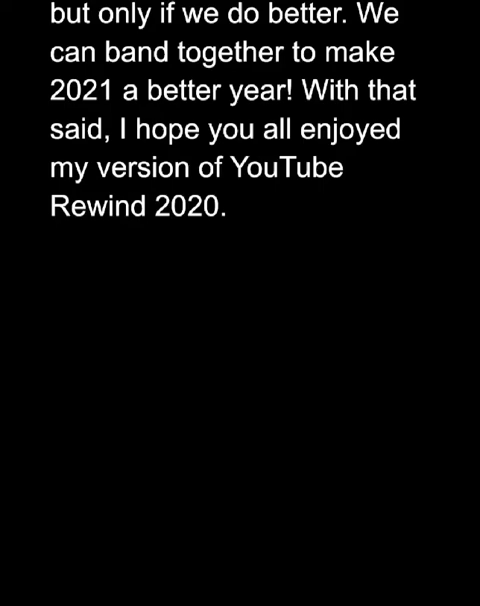 but only if we do better. We
can band together to make
2021 a better year! With that
said, I hope you all enjoyed
my version of YouTube
Rewind 2020.